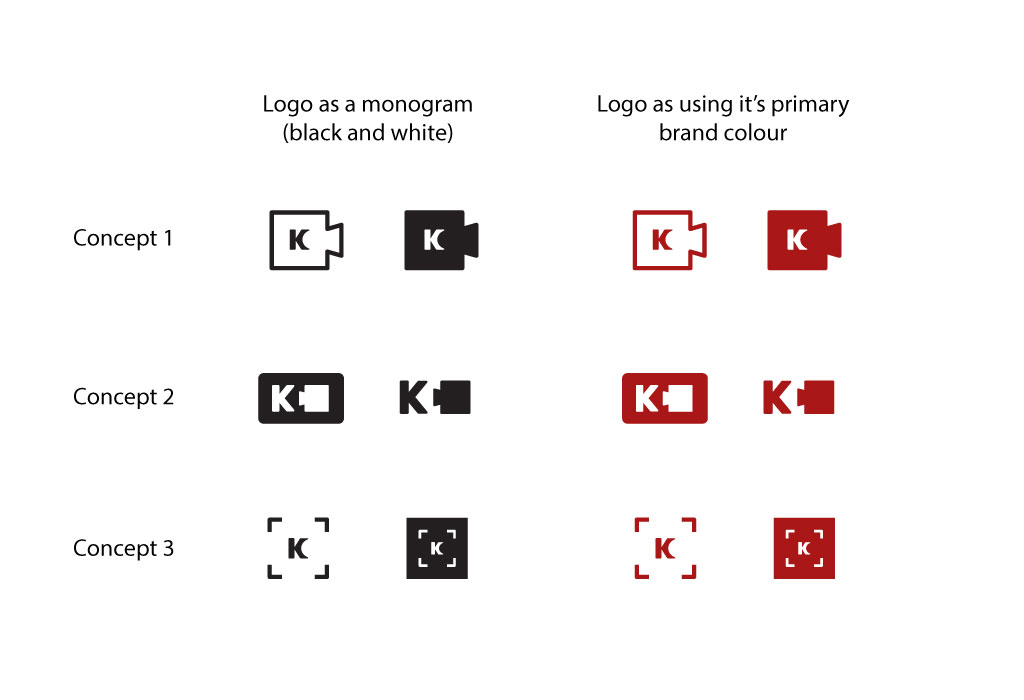 Logo as a monogram
(black and white)
Logo as using it’s primary
brand colour
Concept 1
K
K
K
K
Concept 2
K
K
K
K
Concept 3
K
K
K
K